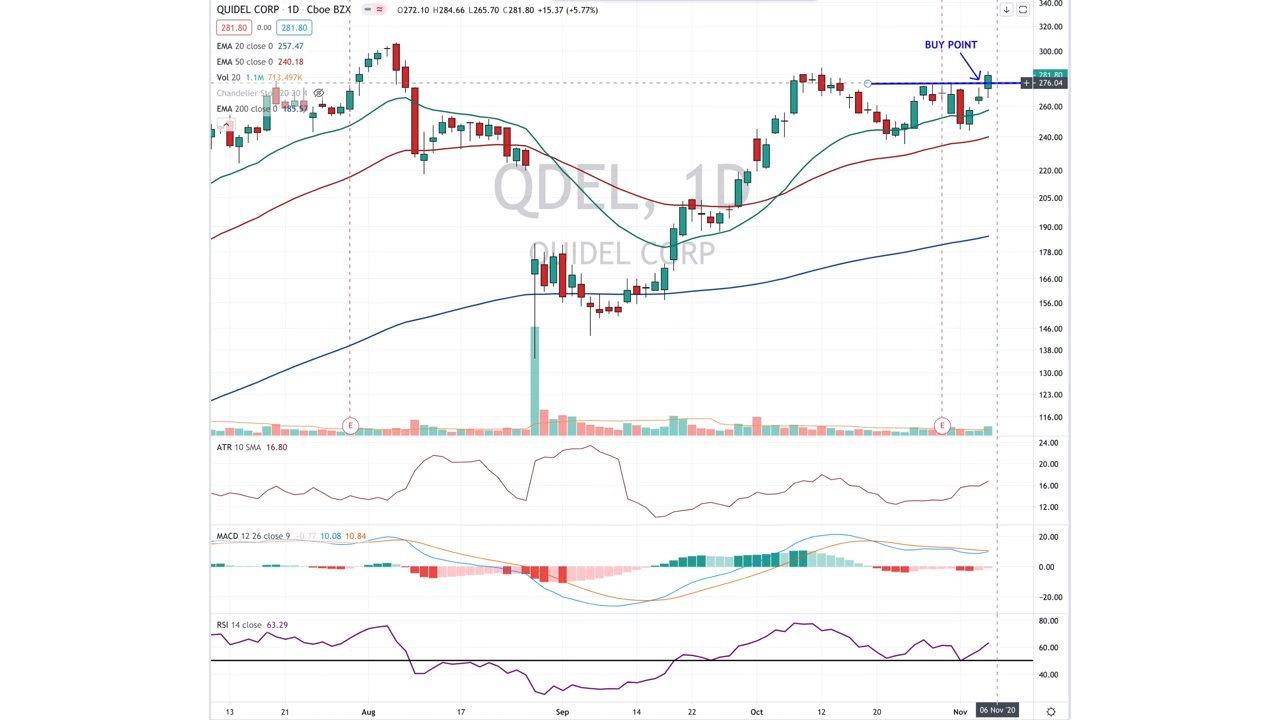 QUIDEL CORP · 1D · Cboe BZX O272.10 H284.66 L265.70 C281.80 +15.37 (+5.77%)
281.80 0.00 281.80
EMA 20 close 0 257.47
EMA 50 close 0 240.18
Vol 20 1.1M 713.497K
EMA 200 close 0 185.57
BUY POINT
QDEL, 1D
QUIDEL CORP
340.00
320.00
300.00
281.80
276.04
260.00
240.00
220.00
205.00
190.00
178.00
166.00
156.00
146.00
138.00
130.00
123.00
116.00
E E
ATR 10 SMA 16.80
24.00
20.00
16.00
12.00
MACD 12 26 close 9 -0.77 10.08 10.84
20.00
0.00
−20.00
RSI 14 close 63.29
80.00
60.00
40.00
13 21 Aug 17 Sep 14 22 Oct 12 20 Nov 06 Nov '20